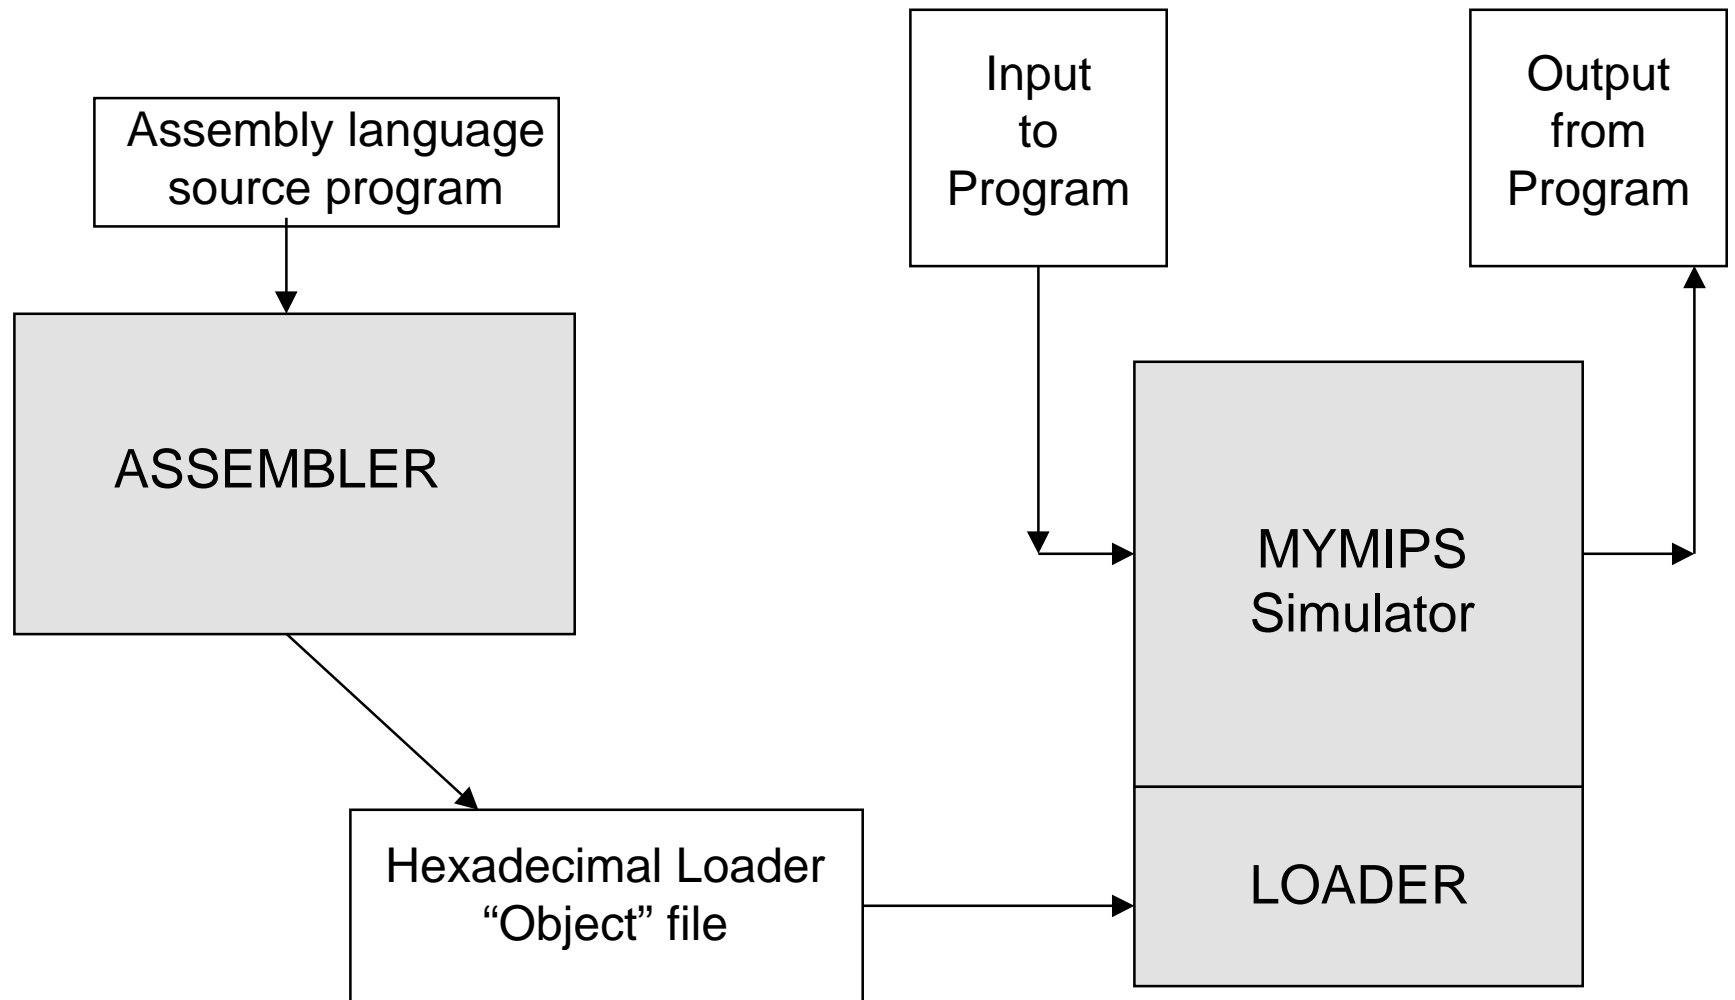 Assembly language
source program
Input
to
Program
Output
from
Program
ASSEMBLER
MYMIPS
Simulator
Hexadecimal Loader
“Object” file
LOADER